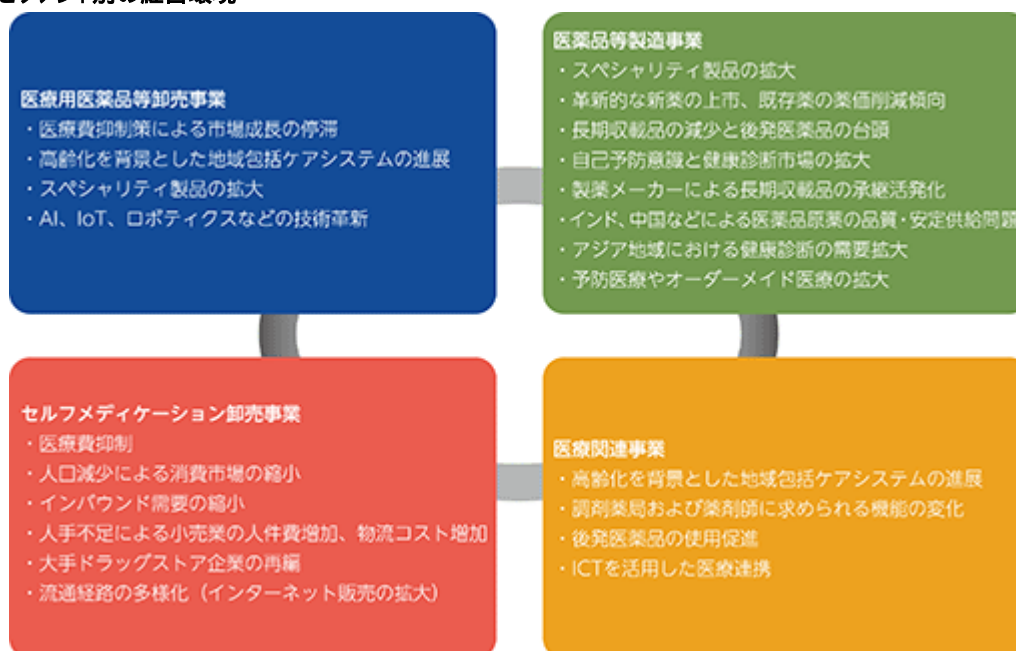 医療用医薬品等卸売事業
・医療費抑制策による市場成長の停滞
・高齢化を背景とした地域包括ケアシステムの進展
・スペシャリティ製品の拡大
・AI、IoT、ロボティクスなどの技術革新
医薬品等製造事業
・スペシャリティ製品の拡大
・革新的な新薬の上市、既存薬の薬価削減傾向
・長期収載品の減少と後発医薬品の台頭
・自己予防意識と健康診断市場の拡大
・製薬メーカーによる長期収載品の承継活発化
・インド、中国などによる医薬品原薬の品質・安定供給問題
・アジア地域における健康診断の需要拡大
・予防医療やオーダーメイド医療の拡大
セルフメディケーション卸売事業
・医療費抑制
・人口減少による消費市場の縮小
・インバウンド需要の縮小
・人手不足による小売業の人件費増加、物流コスト増加
・大手ドラッグストア企業の再編
・流通経路の多様化（インターネット販売の拡大）
医療関連事業
・高齢化を背景とした地域包括ケアシステムの進展
・調剤薬局および薬剤師に求められる機能の変化
・後発医薬品の使用促進
・ICTを活用した医療連携